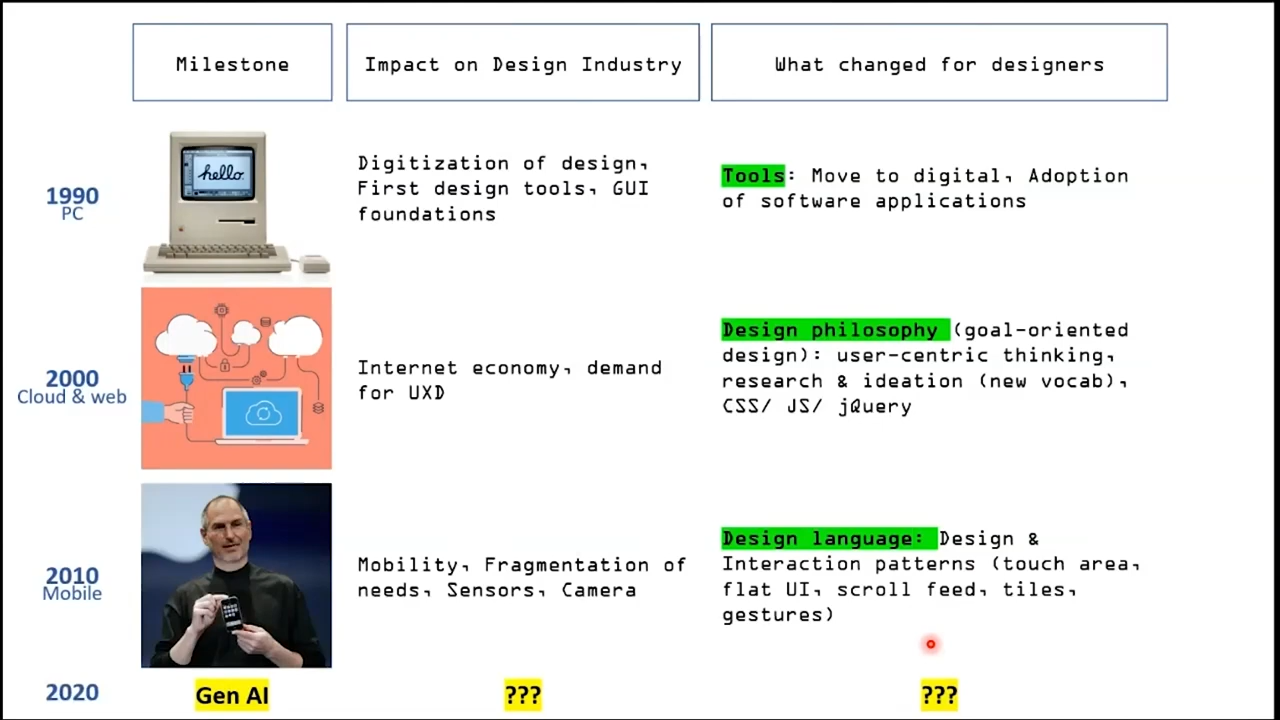 Milestone
Impact on Design Industry
What changed for designers
1990
PC
hello.
Digitization of design,
First design tools, GUI
foundations
Tools: Move to digital, Adoption
of software applications
2000
Cloud & web
Internet economy, demand
for UXD
Design philosophy (goal-oriented
design): user-centric thinking,
research & ideation (new vocab),
CSS/ JS/ jQuery
2010
Mobile
Mobility, Fragmentation of
needs, Sensors, Camera
Design language: Design &
Interaction patterns (touch area,
flat UI, scroll feed, tiles,
gestures)
2020
Gen AI
???
???